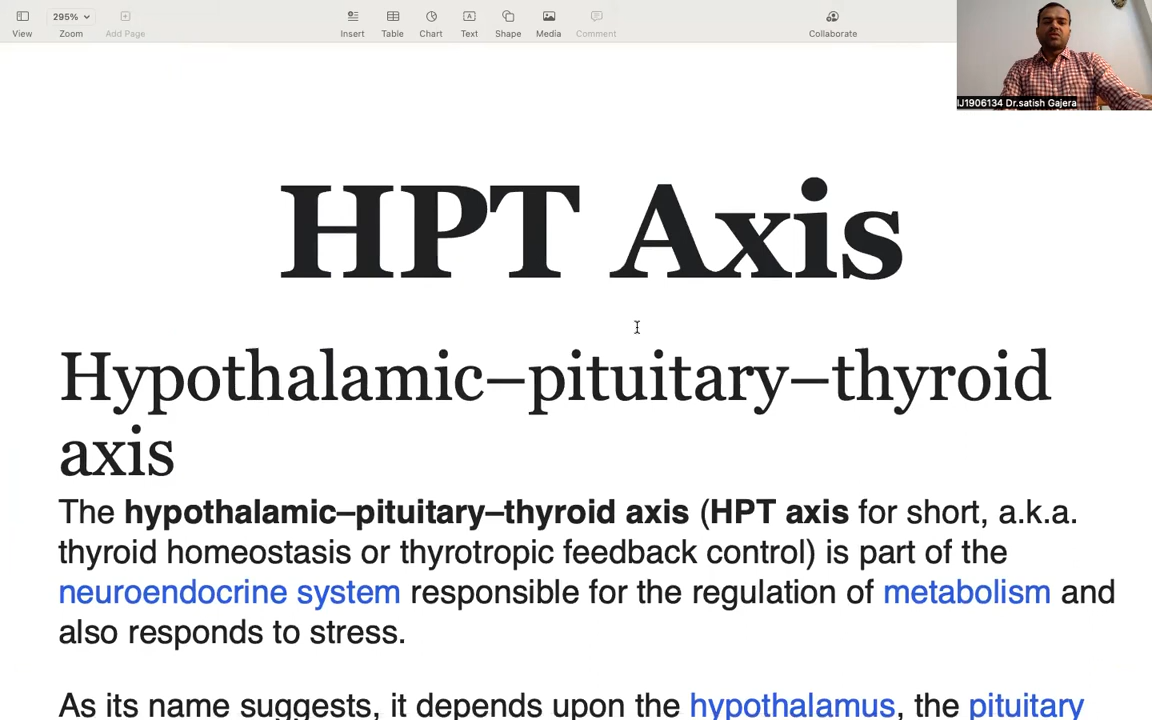 295%
View
Zoom
Add Page
Insert
Table
Chart
Text
Shape
Media
Comment
Collaborate
IJ1906134 Dr.satish Gajera
HPT Axis
Hypothalamic–pituitary–thyroid
axis
The hypothalamic–pituitary–thyroid axis (HPT axis for short, a.k.a.
thyroid homeostasis or thyrotropic feedback control) is part of the
neuroendocrine system responsible for the regulation of metabolism and
also responds to stress.
As its name suggests, it depends upon the hypothalamus, the pituitary